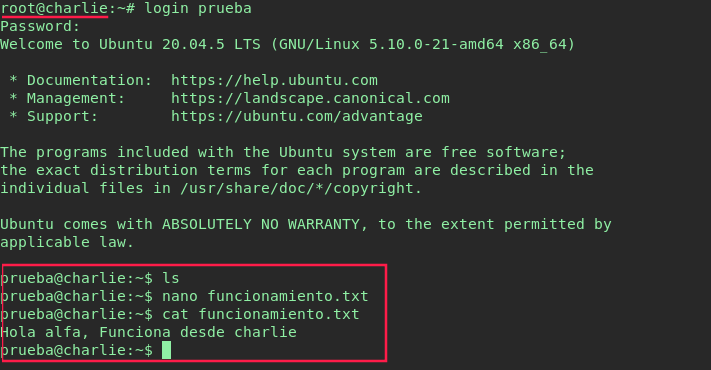 root@charlie:~# login prueba
Password:
Welcome to Ubuntu 20.04.5 LTS (GNU/Linux 5.10.0-21-amd64 x86_64)
* Documentation:  https://help.ubuntu.com
* Management:     https://landscape.canonical.com
* Support:        https://ubuntu.com/advantage
The programs included with the Ubuntu system are free software;
the exact distribution terms for each program are described in the
individual files in /usr/share/doc/*/copyright.
Ubuntu comes with ABSOLUTELY NO WARRANTY, to the extent permitted by
applicable law.
prueba@charlie:~$ ls
prueba@charlie:~$ nano funcionamiento.txt
prueba@charlie:~$ cat funcionamiento.txt
Hola alfa, Funciona desde charlie
prueba@charlie:~$